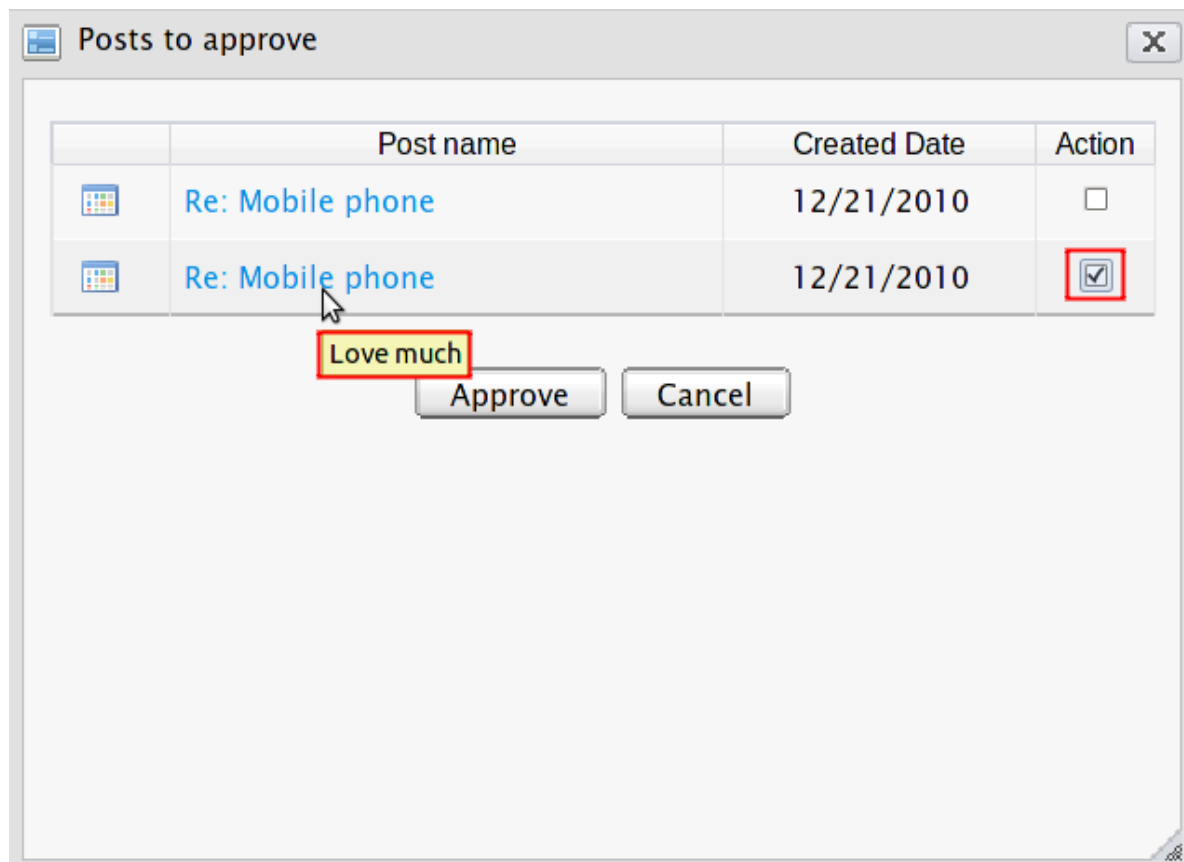 Posts to approve
Post name Created Date Action
Re: Mobile phone 12/21/2010
Re: Mobile phone 12/21/2010
Love much
Approve Cancel